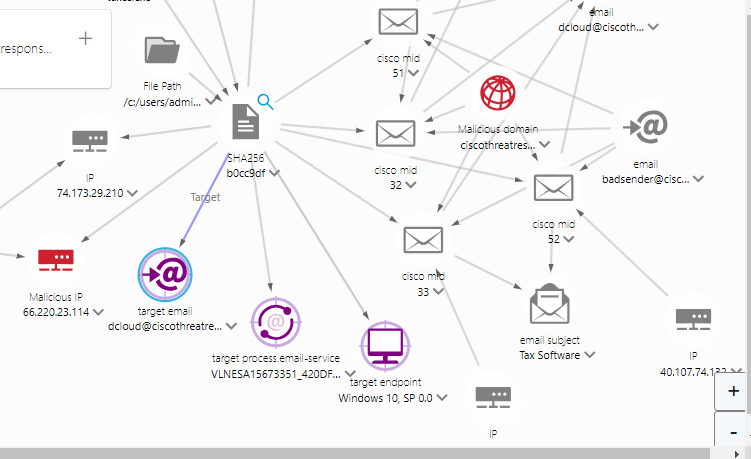 email
dcloud@ciscoth...
respons...
+
File Path
/c:/users/admi...
cisco mid
51
Malicious domain
ciscothreatres...
SHA256
b0cc9df
cisco mid
32
email
badsender@cisc...
IP
74.173.29.210
Target
cisco mid
52
cisco mid
33
Malicious IP
66.220.23.114
target email
dcloud@ciscothreatre...
email subject
Tax Software
target process.email-service
VLNESA15673351_420DF...
target endpoint
Windows 10, SP 0.0
IP
40.107.74.132
IP
+
-